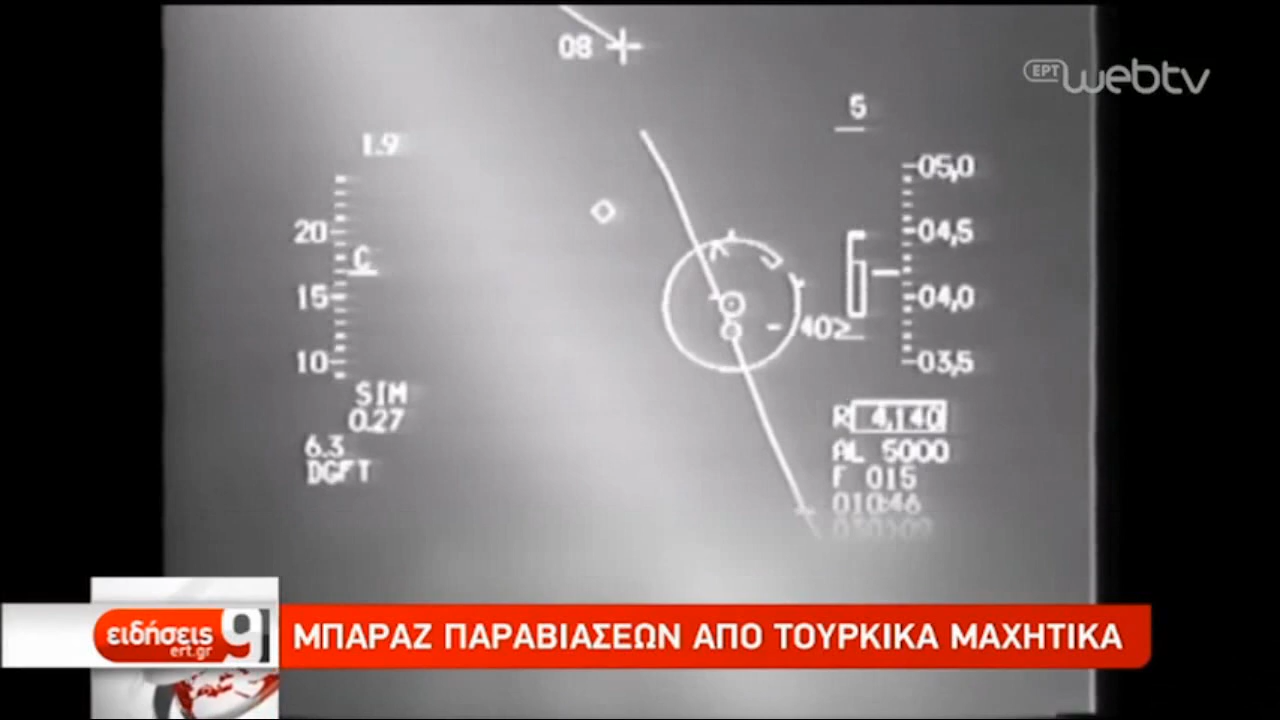 08
ΕΡΤ webtv
5
1.9
05,0
20
04,5
C
15
04,0
40>
10
03,5
SIM
0.27
R 4,140
6.3
AL 5000
DGFT
F 015
010:46
ειδήσεις 9
ert.gr
ΜΠΑΡΑΖ ΠΑΡΑΒΙΑΣΕΩΝ ΑΠΟ ΤΟΥΡΚΙΚΑ ΜΑΧΗΤΙΚΑ